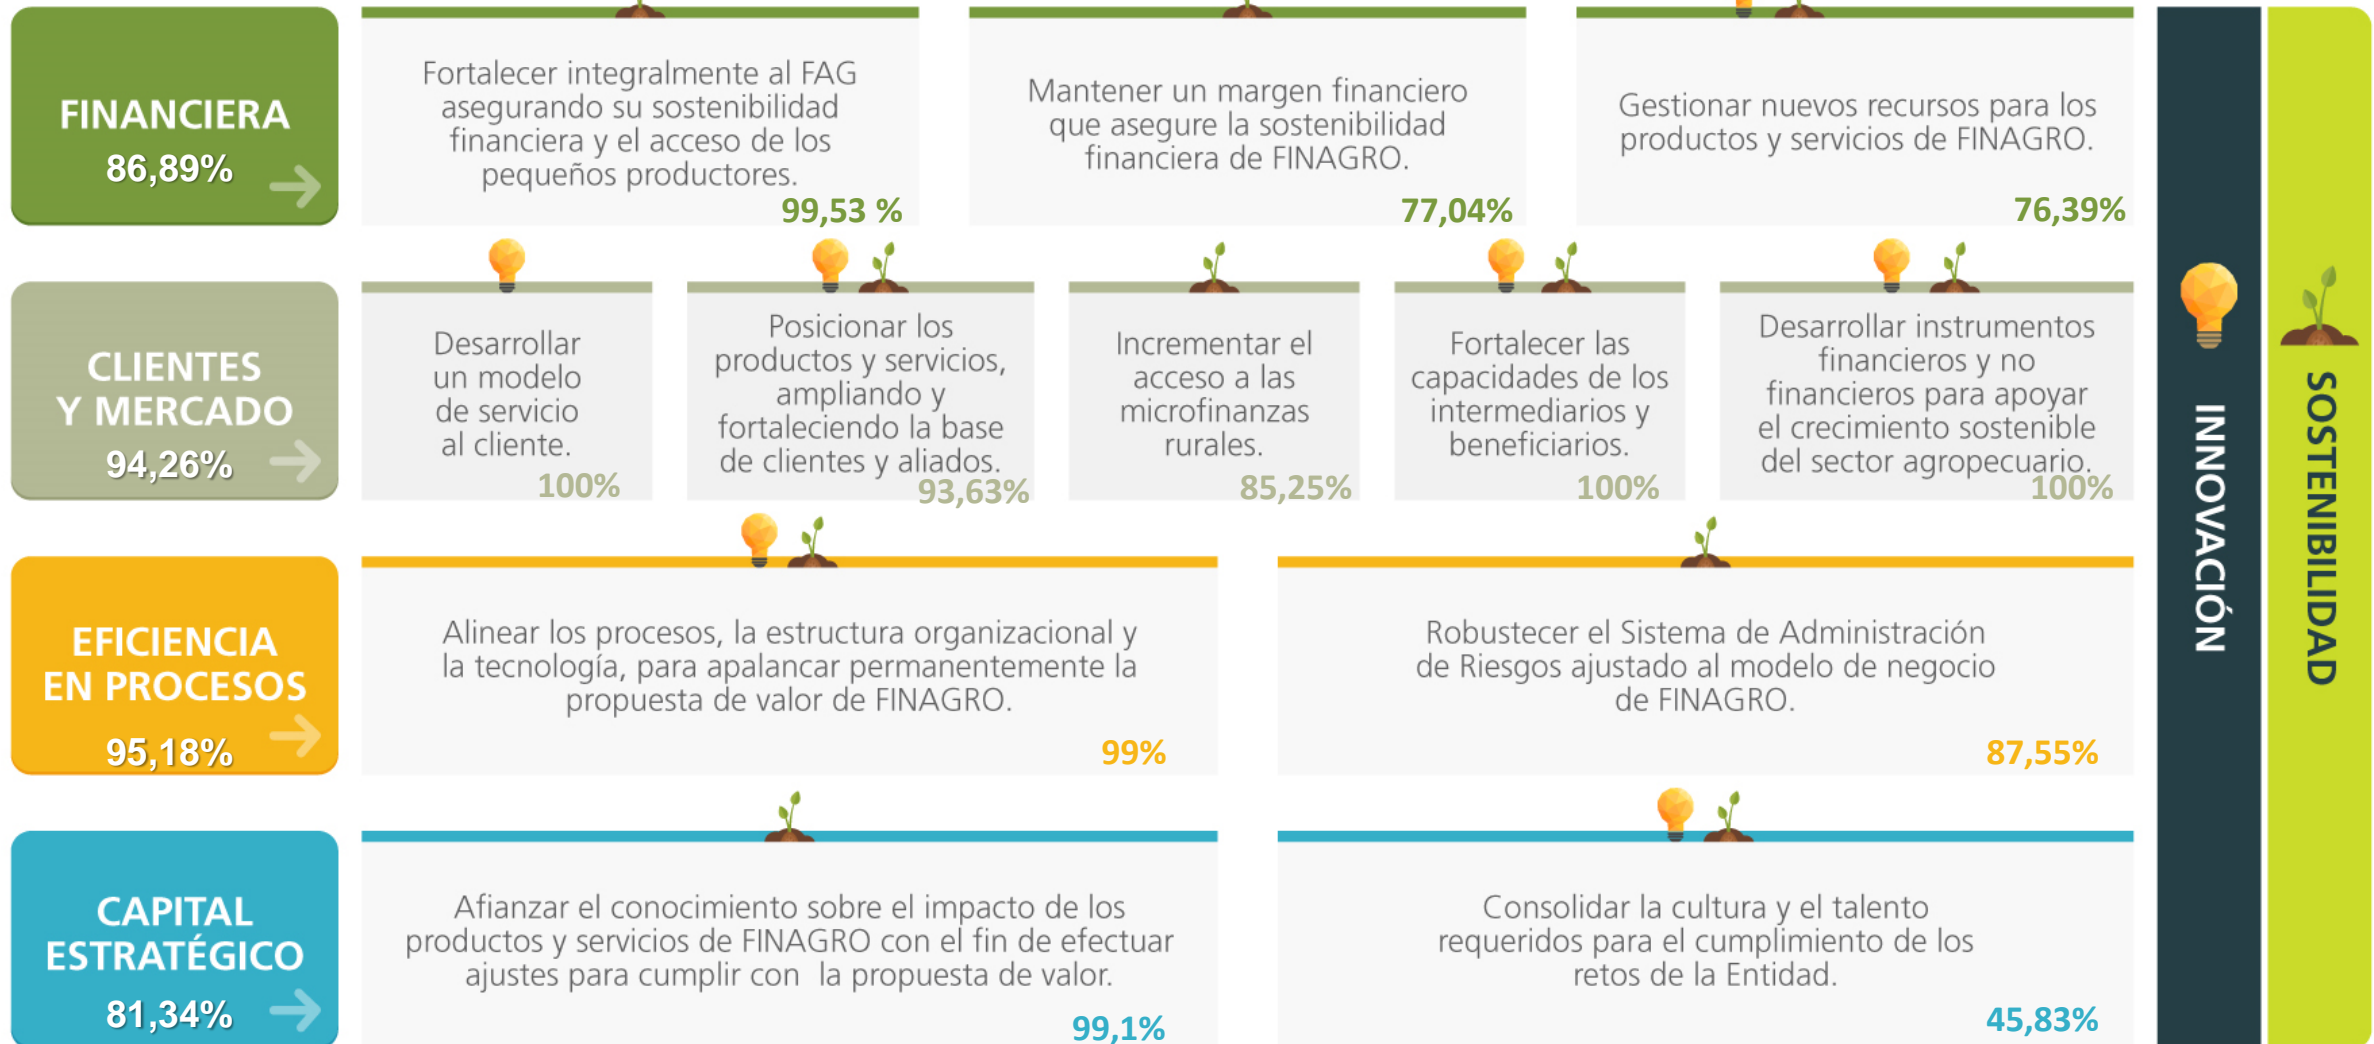 FINANCIERA
86,89%
Fortalecer integralmente al FAG
asegurando su sostenibilidad
financiera y el acceso de los
pequeños productores.
99,53 %
Mantener un margen financiero
que asegure la sostenibilidad
financiera de FINAGRO.
77,04%
Gestionar nuevos recursos para los
productos y servicios de FINAGRO.
76,39%
CLIENTES
Y MERCADO
94,26%
Desarrollar
un modelo
de servicio
al cliente.
100%
Posicionar los
productos y servicios,
ampliando y
fortaleciendo la base
de clientes y aliados.
93,63%
Incrementar el
acceso a las
microfinanzas
rurales.
85,25%
Fortalecer las
capacidades de los
intermediarios y
beneficiarios.
100%
Desarrollar instrumentos
financieros y no
financieros para apoyar
el crecimiento sostenible
del sector agropecuario.
100%
EFICIENCIA
EN PROCESOS
95,18%
Alinear los procesos, la estructura organizacional y
la tecnología, para apalancar permanentemente la
propuesta de valor de FINAGRO.
99%
Robustecer el Sistema de Administración
de Riesgos ajustado al modelo de negocio
de FINAGRO.
87,55%
CAPITAL
ESTRATÉGICO
81,34%
Afianzar el conocimiento sobre el impacto de los
productos y servicios de FINAGRO con el fin de efectuar
ajustes para cumplir con  la propuesta de valor.
99,1%
Consolidar la cultura y el talento
requeridos para el cumplimiento de los
retos de la Entidad.
45,83%
INNOVACIÓN
SOSTENIBILIDAD